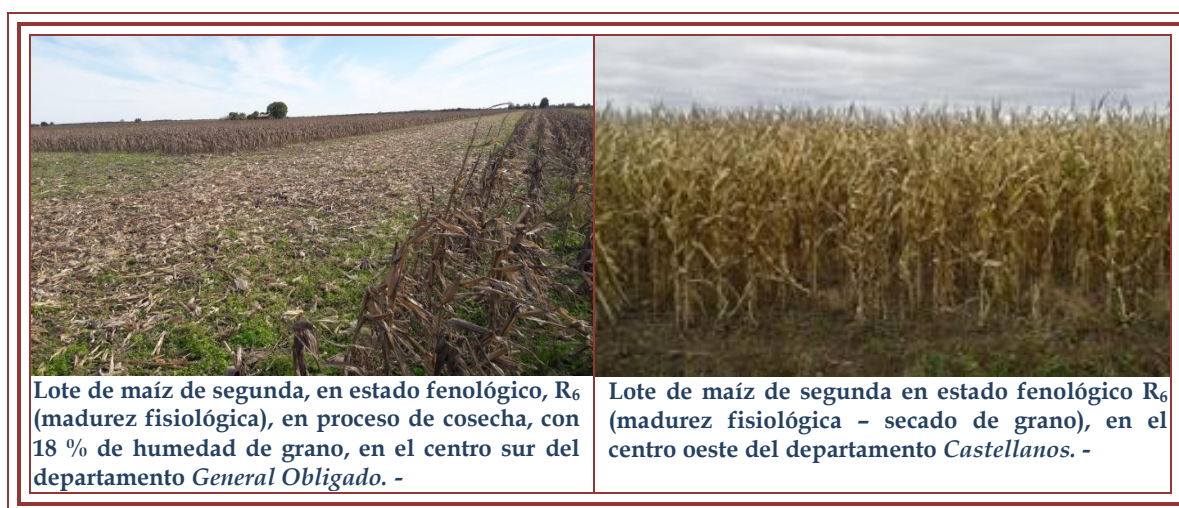 Lote de maíz de segunda, en estado fenológico, R₆
(madurez fisiológica), en proceso de cosecha, con
18 % de humedad de grano, en el centro sur del
departamento General Obligado. -
Lote de maíz de segunda en estado fenológico R₆
(madurez fisiológica – secado de grano), en el
centro oeste del departamento Castellanos. -